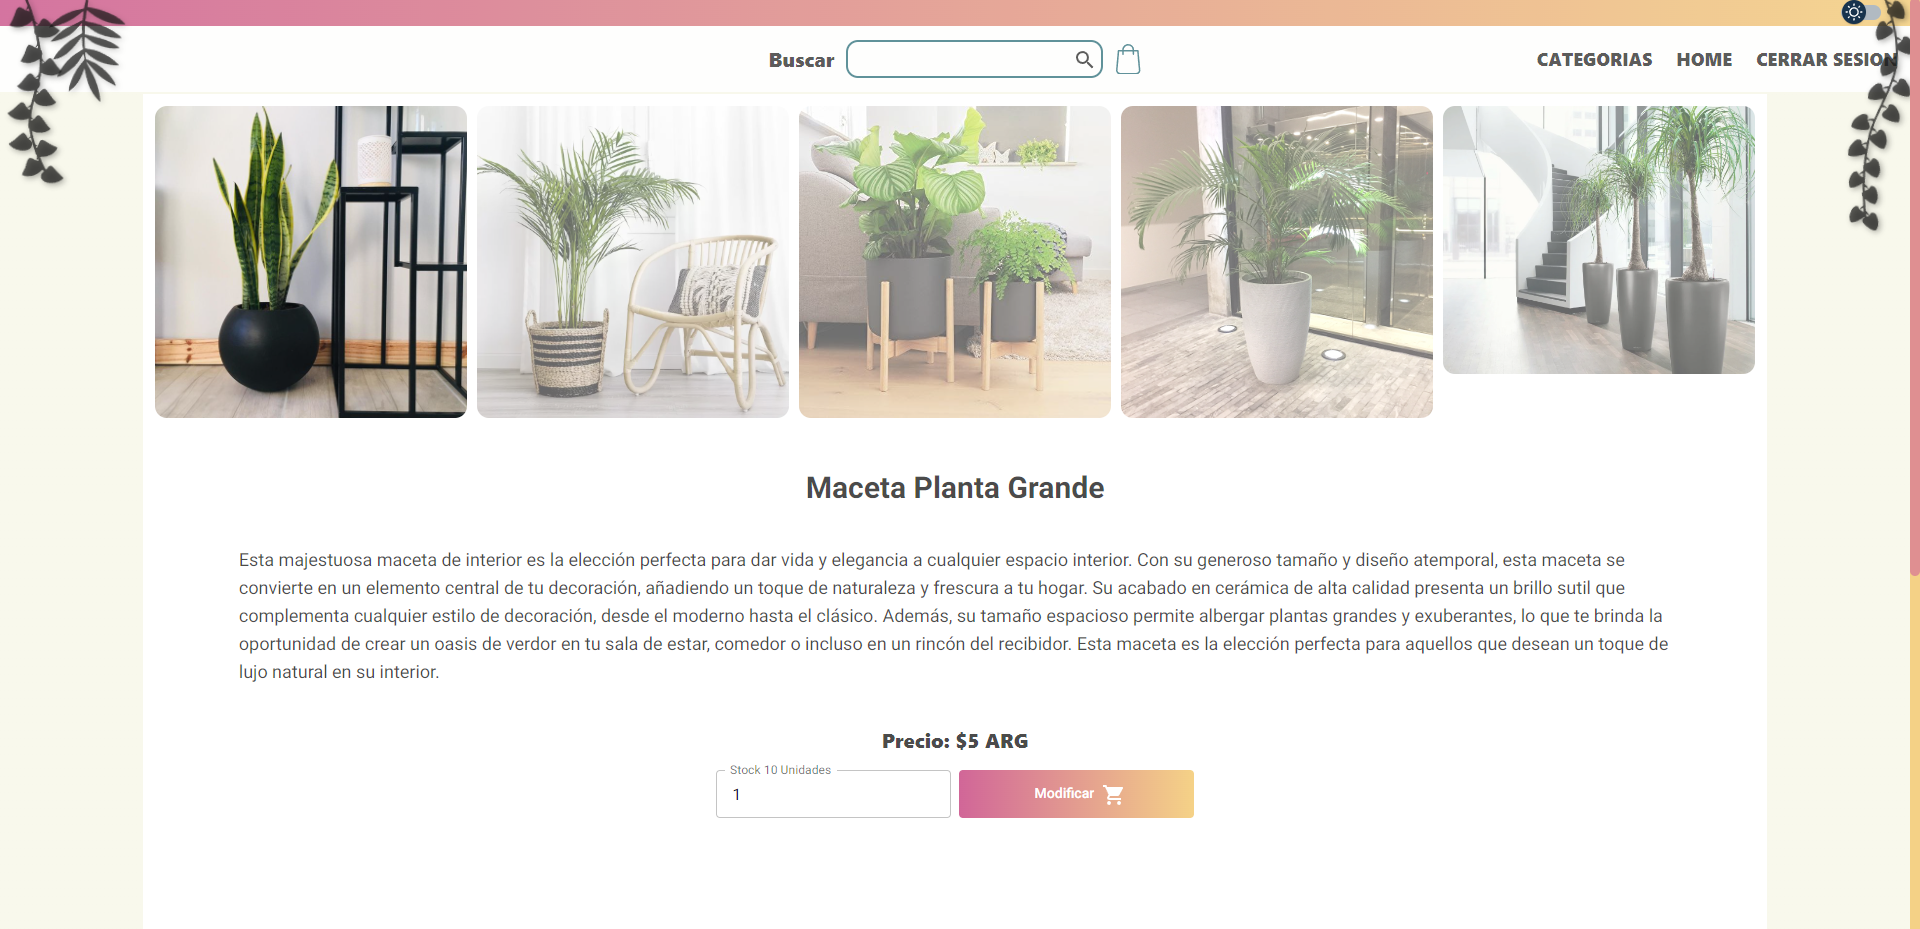 Buscar
CATEGORIAS HOME CERRAR SESION
Maceta Planta Grande
Esta majestuosa maceta de interior es la elección perfecta para dar vida y elegancia a cualquier espacio interior. Con su generoso tamaño y diseño atemporal, esta maceta se
convierte en un elemento central de tu decoración, añadiendo un toque de naturaleza y frescura a tu hogar. Su acabado en cerámica de alta calidad presenta un brillo sutil que
complementa cualquier estilo de decoración, desde el moderno hasta el clásico. Además, su tamaño espacioso permite albergar plantas grandes y exuberantes, lo que te brinda la
oportunidad de crear un oasis de verdor en tu sala de estar, comedor o incluso en un rincón del recibidor. Esta maceta es la elección perfecta para aquellos que desean un toque de
lujo natural en su interior.
Precio: $5 ARG
Stock 10 Unidades
1
Modificar